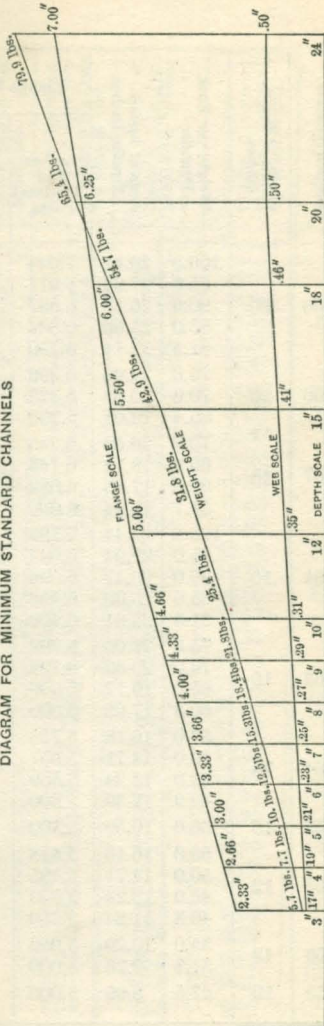 DIAGRAM FOR MINIMUM STANDARD CHANNELS
FLANGE SCALE
2.33" 2.66" 3.00" 3.33" 3.66" 4.00" 4.33" 4.66" 5.00" 5.50" 6.00" 6.25" 7.00"
5.7 lbs. 7.7 lbs. 10. lbs. 12.5 lbs. 15.3 lbs. 18.4 lbs. 21.8 lbs. 25.4 lbs. 31.8 lbs. 42.9 lbs. 54.7 lbs. 65.4 lbs. 79.9 lbs.
WEIGHT SCALE
WEB SCALE
.17" .19" .21" .23" .25" .27" .29" .31" .35" .41" .46" .50" .50"
3" 4" 5" 6" 7" 8" 9" 10" 12" DEPTH SCALE 15" 18" 20" 24"